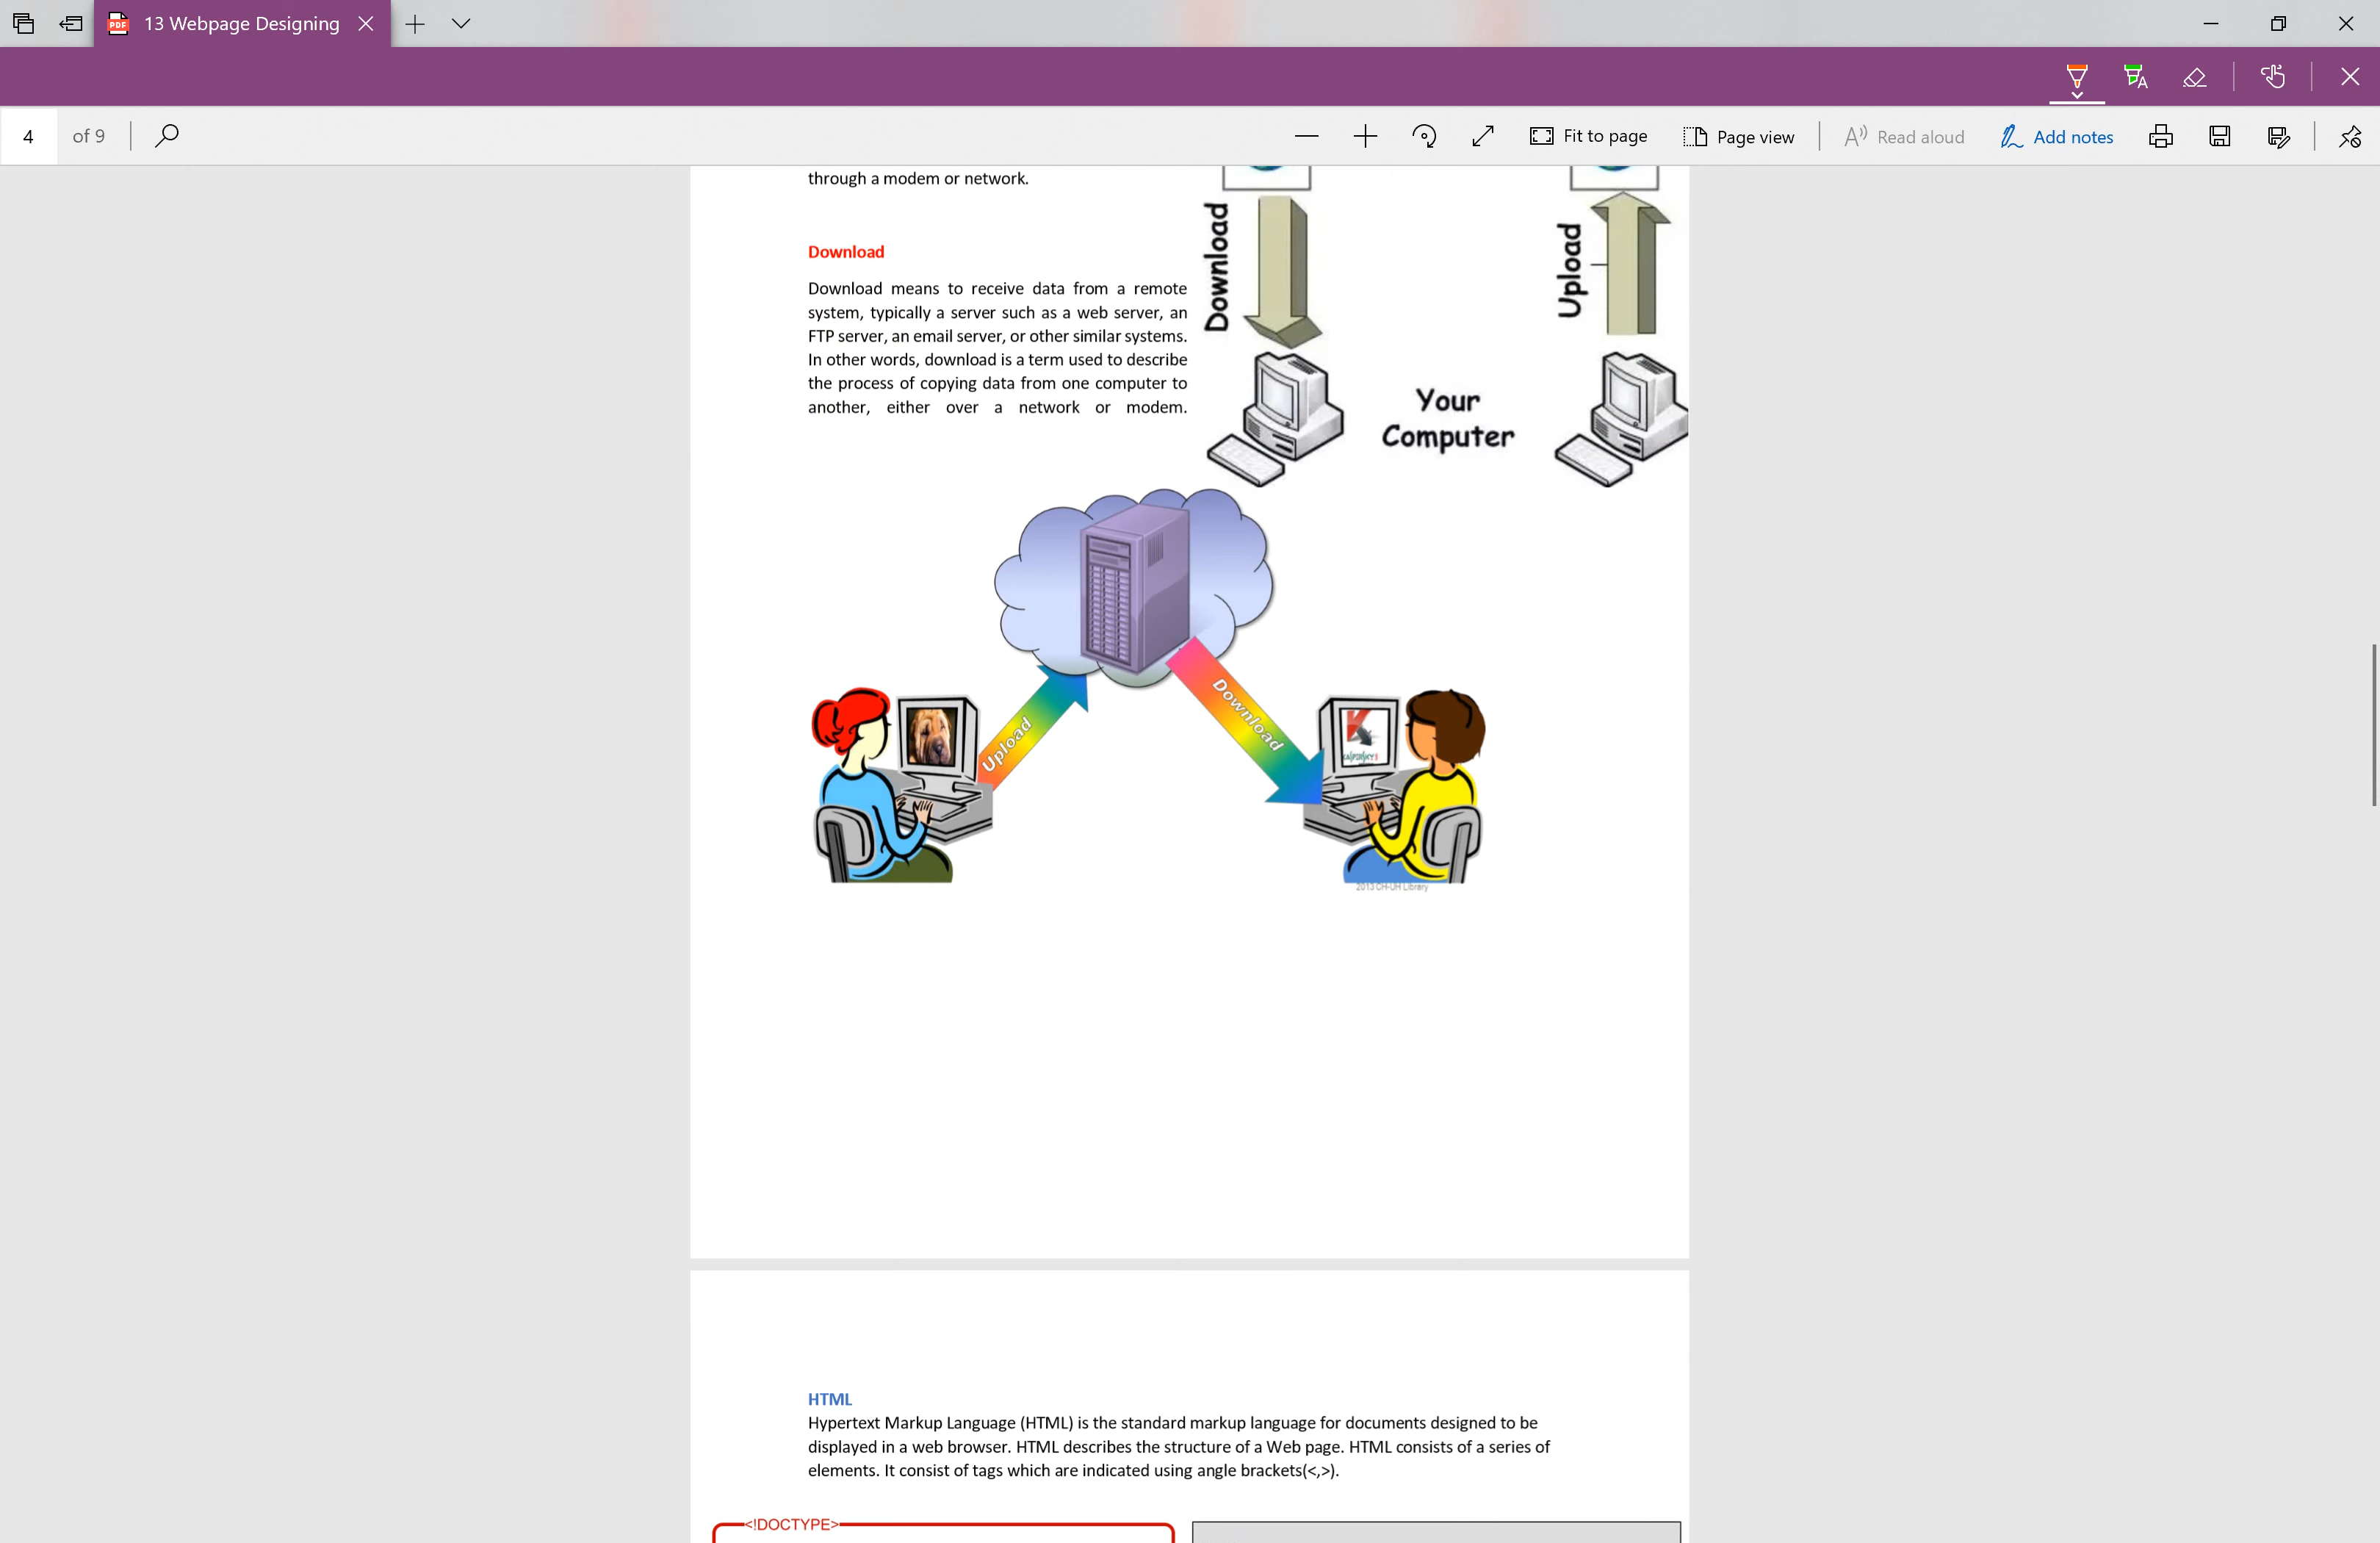 13 Webpage Designing
4 of 9
Fit to page
Page view
Read aloud
Add notes
through a modem or network.
Download
Download means to receive data from a remote
system, typically a server such as a web server, an
FTP server, an email server, or other similar systems.
In other words, download is a term used to describe
the process of copying data from one computer to
another, either over a network or modem.
Download
Upload
Your
Computer
Upload
Download
2013 CH-UH Library
HTML
Hypertext Markup Language (HTML) is the standard markup language for documents designed to be
displayed in a web browser. HTML describes the structure of a Web page. HTML consists of a series of
elements. It consist of tags which are indicated using angle brackets(<,>).
<!DOCTYPE>